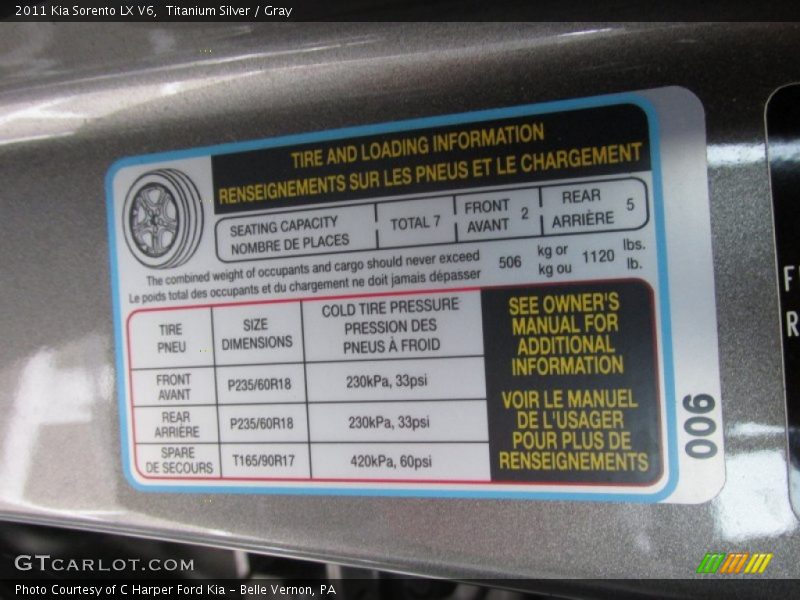 2011 Kia Sorento LX V6,  Titanium Silver / Gray
TIRE AND LOADING INFORMATION
RENSEIGNEMENTS SUR LES PNEUS ET LE CHARGEMENT
SEATING CAPACITY
NOMBRE DE PLACES
TOTAL 7
FRONT
AVANT 2
REAR
ARRIÈRE 5
The combined weight of occupants and cargo should never exceed
Le poids total des occupants et du chargement ne doit jamais dépasser
506 kg or 1120 lbs.
kg ou lb.
TIRE
PNEU
SIZE
DIMENSIONS
COLD TIRE PRESSURE
PRESSION DES
PNEUS À FROID
FRONT
AVANT
P235/60R18
230kPa, 33psi
REAR
ARRIÈRE
P235/60R18
230kPa, 33psi
SPARE
DE SECOURS
T165/90R17
420kPa, 60psi
SEE OWNER'S
MANUAL FOR
ADDITIONAL
INFORMATION
VOIR LE MANUEL
DE L'USAGER
POUR PLUS DE
RENSEIGNEMENTS
006
F
R
GTCARLOT.COM
Photo Courtesy of C Harper Ford Kia - Belle Vernon, PA